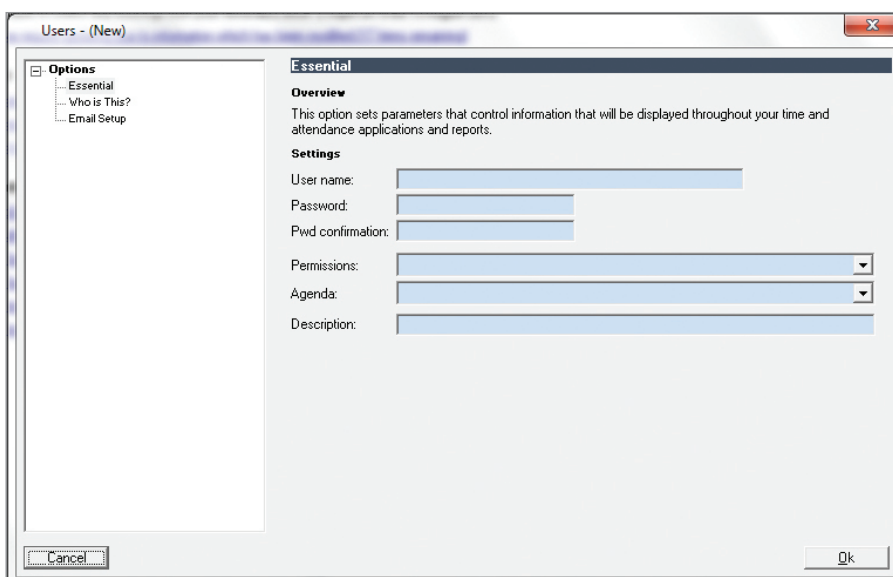 Users - (New)
Options
Essential
Who is This?
Email Setup
Essential
Overview
This option sets parameters that control information that will be displayed throughout your time and
attendance applications and reports.
Settings
User name:
Password:
Pwd confirmation:
Permissions:
Agenda:
Description:
Cancel
Ok